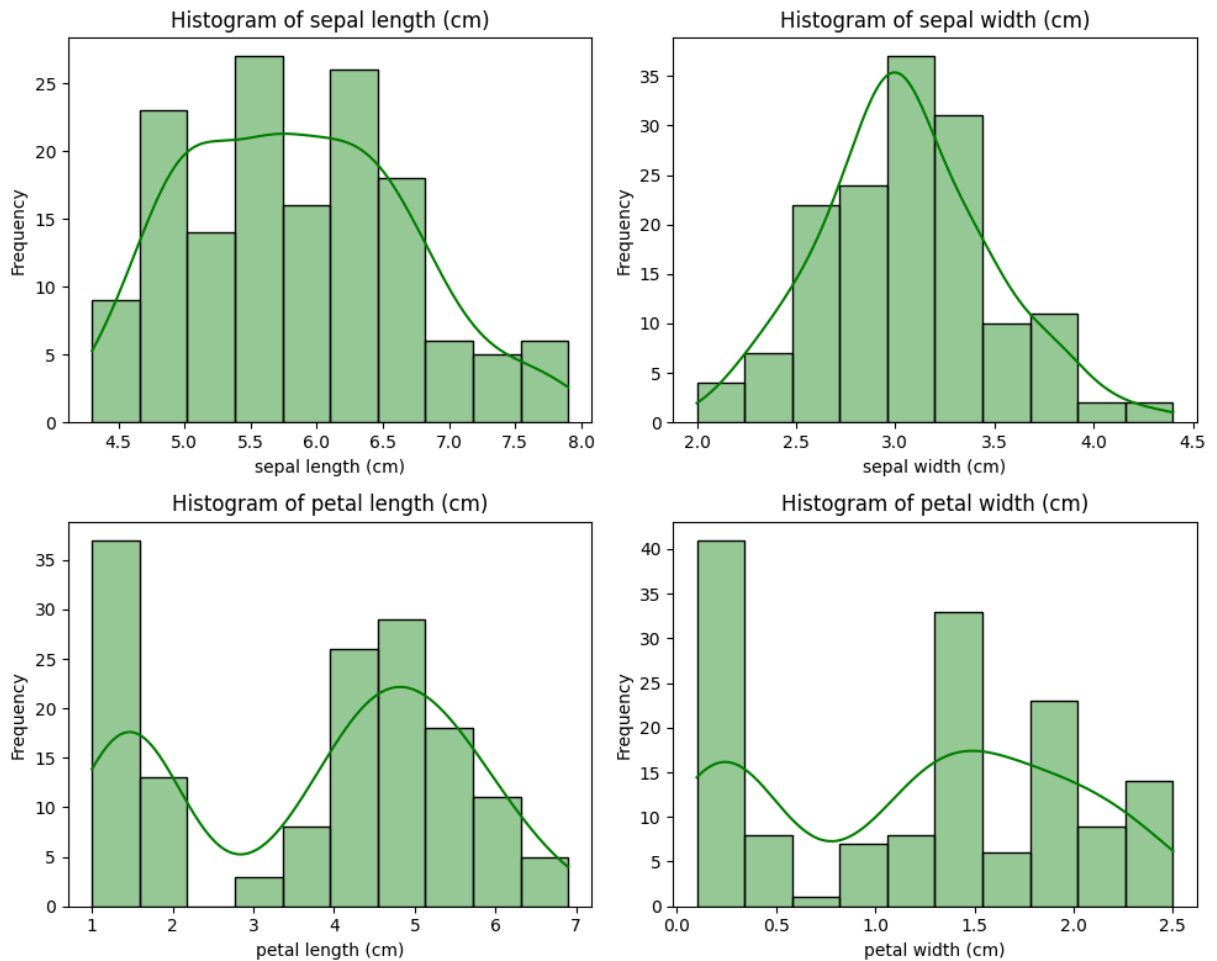 Histogram of sepal length (cm)
Frequency
25
20
15
10
5
0
4.5 5.0 5.5 6.0 6.5 7.0 7.5 8.0
sepal length (cm)
Histogram of sepal width (cm)
Frequency
35
30
25
20
15
10
5
0
2.0 2.5 3.0 3.5 4.0 4.5
sepal width (cm)
Histogram of petal length (cm)
Frequency
35
30
25
20
15
10
5
0
1 2 3 4 5 6 7
petal length (cm)
Histogram of petal width (cm)
Frequency
40
35
30
25
20
15
10
5
0
0.0 0.5 1.0 1.5 2.0 2.5
petal width (cm)